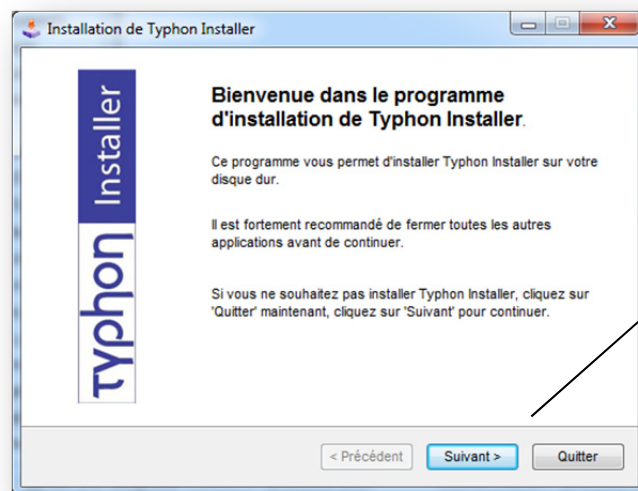 Installation de Typhon Installer
Typhon Installer
Bienvenue dans le programme
d'installation de Typhon Installer.
Ce programme vous permet d'installer Typhon Installer sur votre
disque dur.
Il est fortement recommandé de fermer toutes les autres
applications avant de continuer.
Si vous ne souhaitez pas installer Typhon Installer, cliquez sur
'Quitter' maintenant, cliquez sur 'Suivant' pour continuer.
< Précédent
Suivant >
Quitter